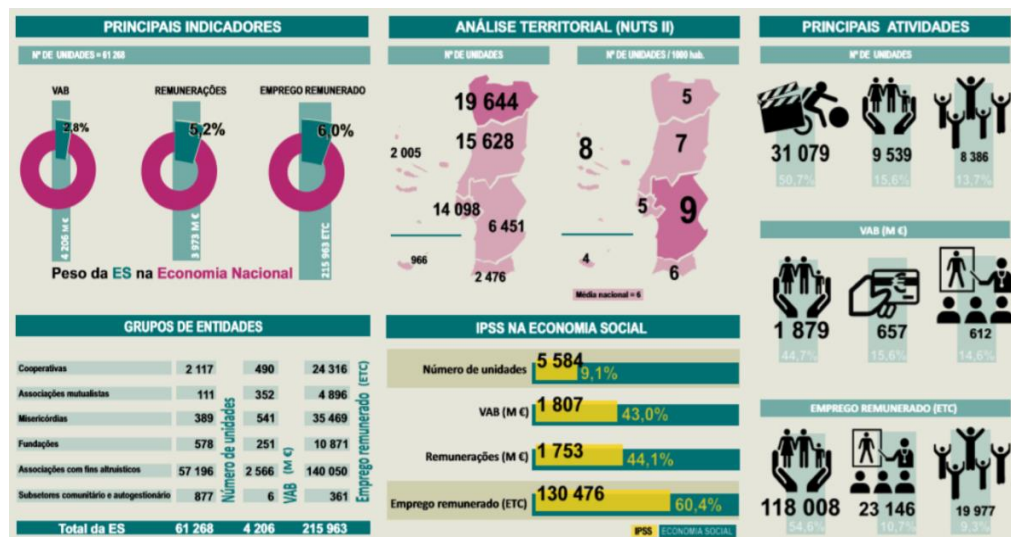 PRINCIPAIS INDICADORES
Nº DE UNIDADES = 61 268
VAB
REMUNERAÇÕES
EMPREGO REMUNERADO
2,8%
5,2%
6,0%
4 206 M €
3 973 M €
215 963 ETC
Peso da ES na Economia Nacional
ANÁLISE TERRITORIAL (NUTS II)
Nº DE UNIDADES
19 644
15 628
2 005
14 098
6 451
966
2 476
Nº DE UNIDADES / 1000 hab.
5
7
8
5
9
4
6
Média nacional = 6
PRINCIPAIS ATIVIDADES
Nº DE UNIDADES
31 079 9 539 8 386
50,7% 15,6% 13,7%
VAB (M €)
1 879 657 612
44,7% 15,6% 14,6%
EMPREGO REMUNERADO (ETC)
118 008 23 146 19 977
54,6% 10,7% 9,3%
GRUPOS DE ENTIDADES
Cooperativas 2 117 490 24 316
Associações mutualistas 111 352 4 896
Misericórdias 389 541 35 469
Fundações 578 251 10 871
Associações com fins altruísticos 57 196 2 566 140 050
Subsetores comunitário e autogestionário 877 6 361
Número de unidades
VAB (M €)
Emprego remunerado (ETC)
Total da ES 61 268 4 206 215 963
IPSS NA ECONOMIA SOCIAL
Número de unidades 5 584 9,1%
VAB (M €) 1 807 43,0%
Remunerações (M €) 1 753 44,1%
Emprego remunerado (ETC) 130 476 60,4%
IPSS ECONOMIA SOCIAL